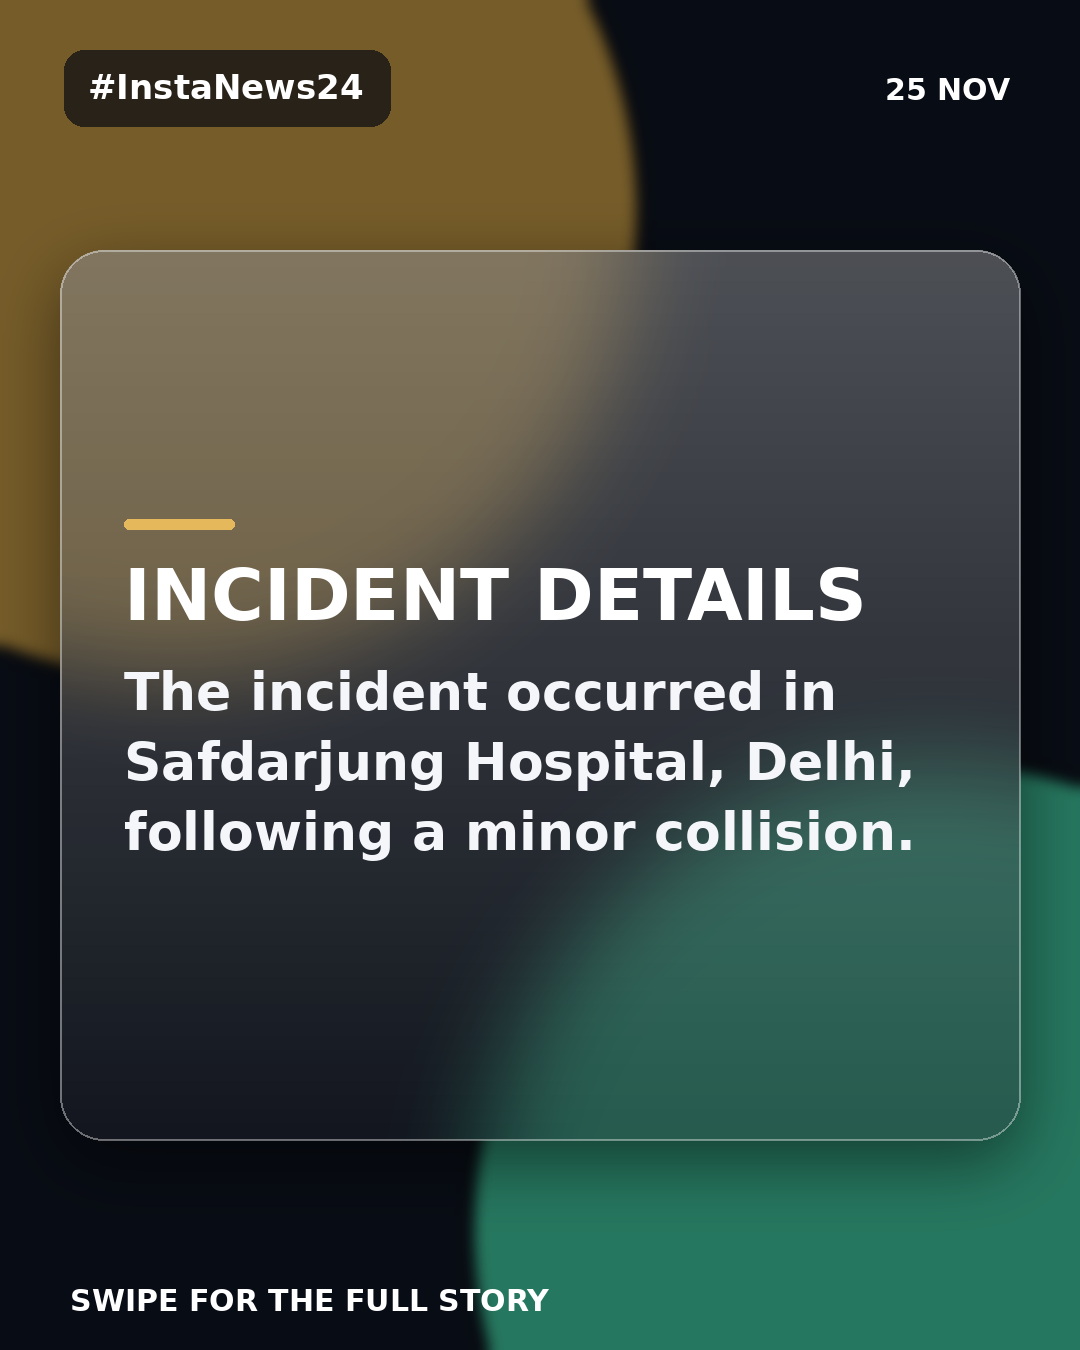 #InstaNews24
25 NOV
INCIDENT DETAILS
The incident occurred in
Safdarjung Hospital, Delhi,
following a minor collision.
SWIPE FOR THE FULL STORY